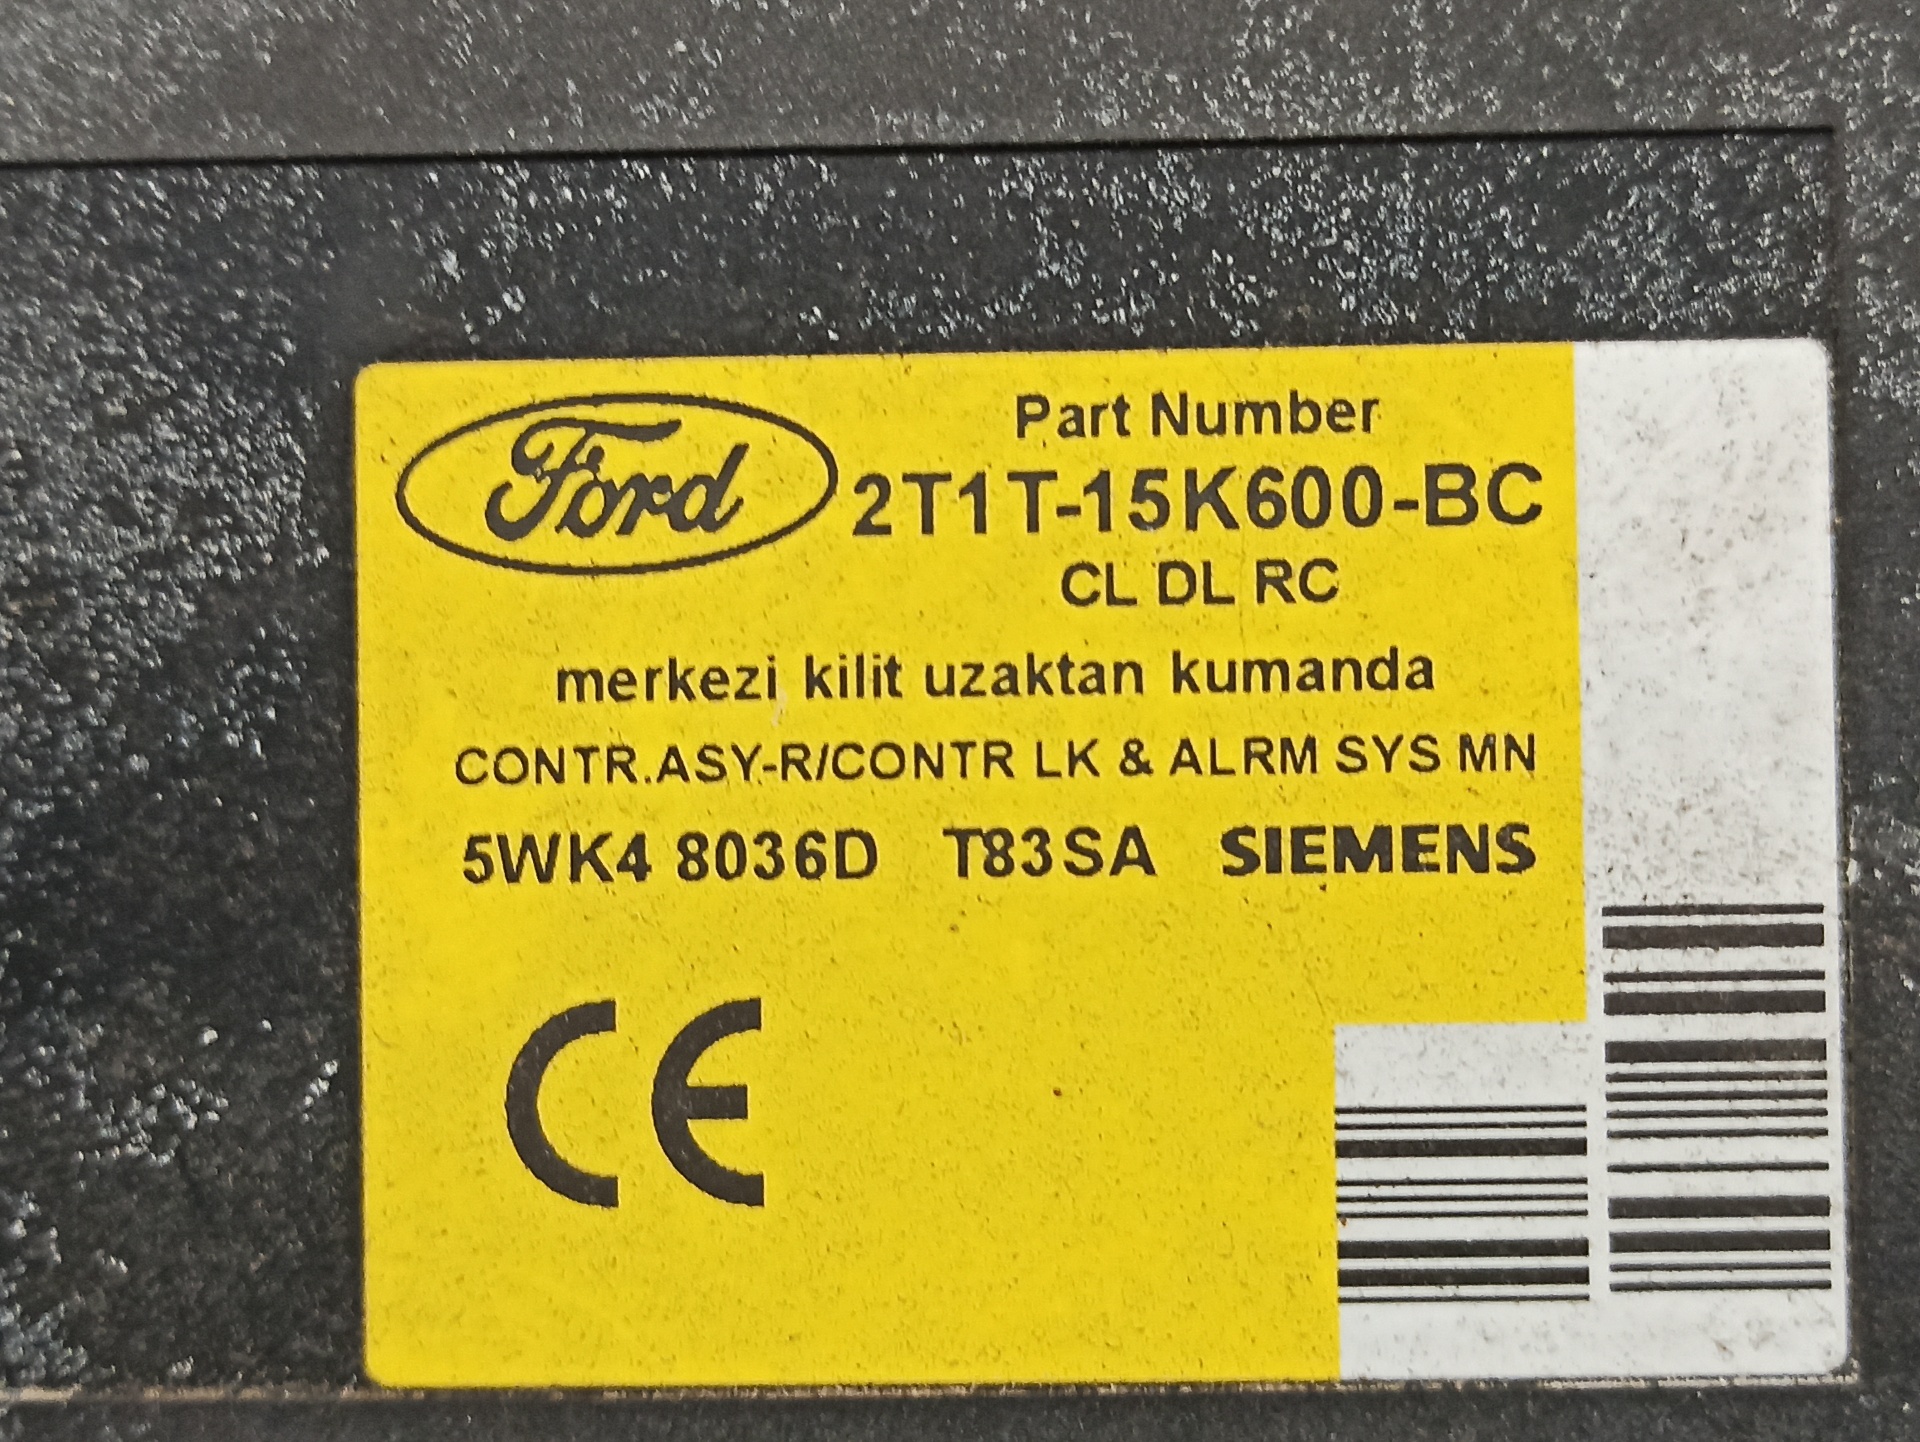 Ford
Part Number
2T1T-15K600-BC
CL DL RC
merkezi kilit uzaktan kumanda
CONTR.ASY-R/CONTR LK & ALRM SYS MN
5WK4 8036D T83SA SIEMENS
CE